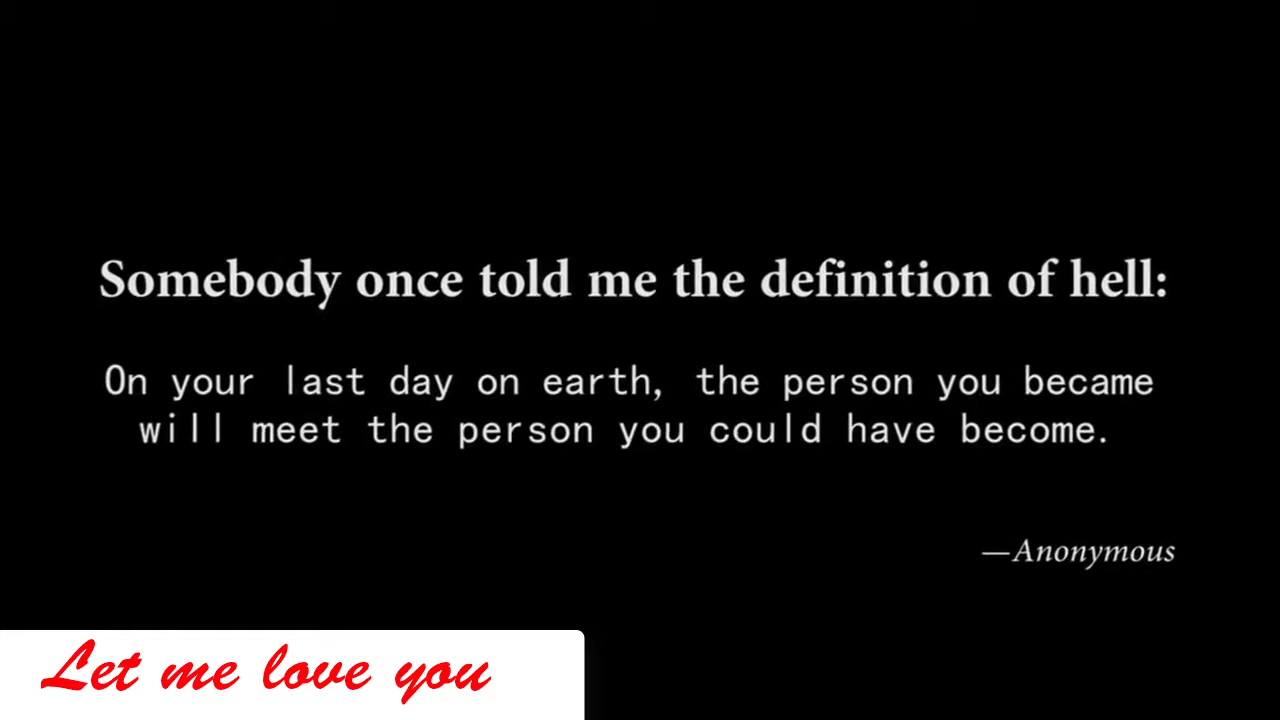 Somebody once told me the definition of hell:
On your last day on earth, the person you became
will meet the person you could have become.
—Anonymous
Let me love you